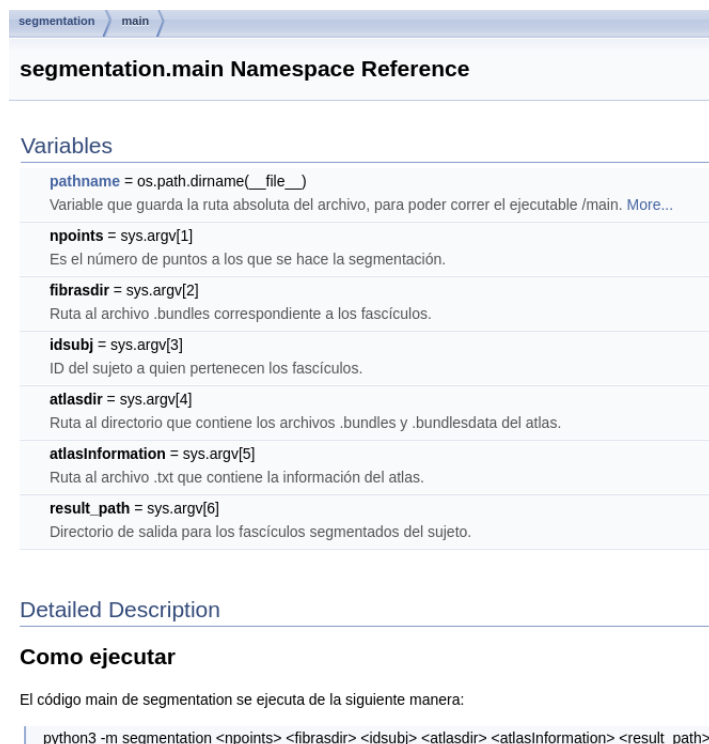 segmentation main
segmentation.main Namespace Reference
Variables
pathname = os.path.dirname(__file__)
Variable que guarda la ruta absoluta del archivo, para poder correr el ejecutable /main. More...
npoints = sys.argv[1]
Es el número de puntos a los que se hace la segmentación.
fibrasdir = sys.argv[2]
Ruta al archivo .bundles correspondiente a los fascículos.
idsubj = sys.argv[3]
ID del sujeto a quien pertenecen los fascículos.
atlasdir = sys.argv[4]
Ruta al directorio que contiene los archivos .bundles y .bundlesdata del atlas.
atlasInformation = sys.argv[5]
Ruta al archivo .txt que contiene la información del atlas.
result_path = sys.argv[6]
Directorio de salida para los fascículos segmentados del sujeto.
Detailed Description
Como ejecutar
El código main de segmentation se ejecuta de la siguiente manera:
python3 -m segmentation <npoints> <fibrasdir> <idsubj> <atlasdir> <atlasInformation> <result_path>